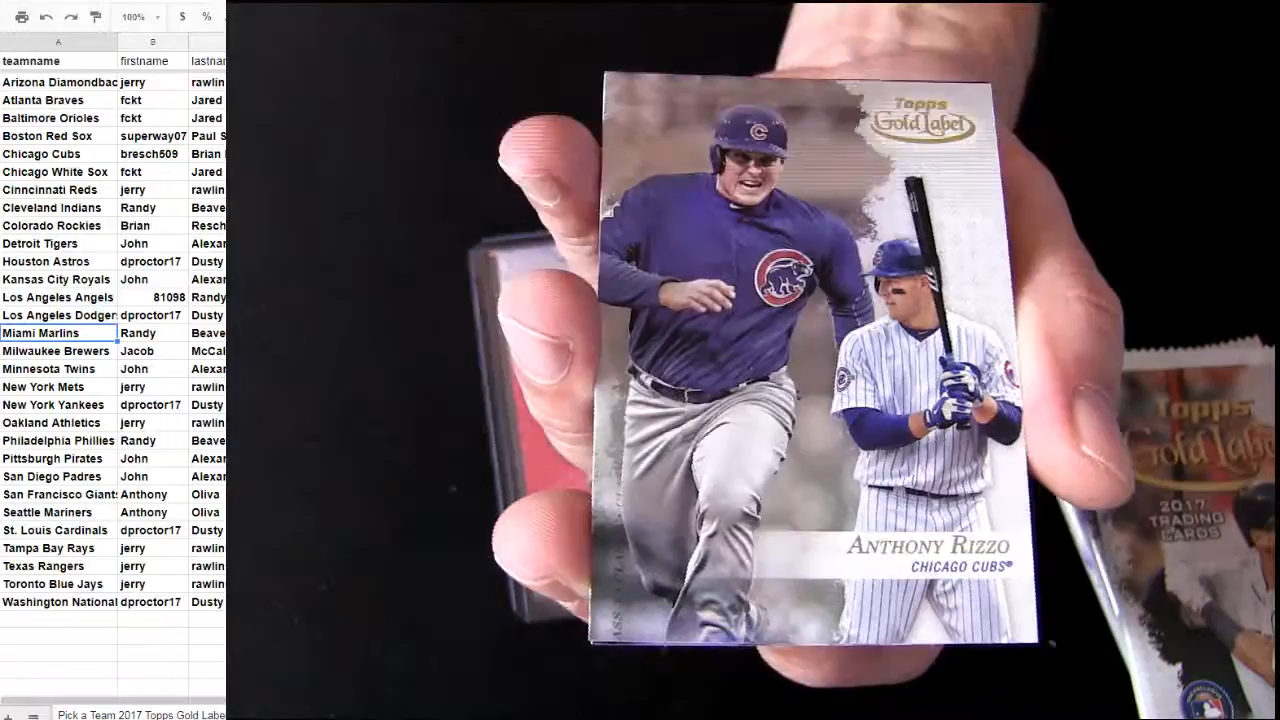 100%
$
%
A
B
teamname firstname lastnam
Arizona Diamondbac jerry rawlin
Atlanta Braves fckt Jared
Baltimore Orioles fckt Jared
Boston Red Sox superway07 Paul S
Chicago Cubs bresch509 Brian
Chicago White Sox fckt Jared
Cinncinnati Reds jerry rawlin
Cleveland Indians Randy Beave
Colorado Rockies Brian Resch
Detroit Tigers John Alexa
Houston Astros dproctor17 Dusty
Kansas City Royals John Alexa
Los Angeles Angels 81098 Randy
Los Angeles Dodger dproctor17 Dusty
Miami Marlins Randy Beave
Milwaukee Brewers Jacob McCal
Minnesota Twins John Alexa
New York Mets jerry rawlin
New York Yankees dproctor17 Dusty
Oakland Athletics jerry rawlin
Philadelphia Phillies Randy Beave
Pittsburgh Pirates John Alexa
San Diego Padres John Alexa
San Francisco Giants Anthony Oliva
Seattle Mariners Anthony Oliva
St. Louis Cardinals dproctor17 Dusty
Tampa Bay Rays jerry rawlin
Texas Rangers jerry rawlin
Toronto Blue Jays jerry rawlin
Washington National dproctor17 Dusty
Pick a Team 2017 Topps Gold Labe
Topps
Gold Label
ANTHONY RIZZO
CHICAGO CUBS®
Topps
Gold Label
2017
TRADING
CARDS